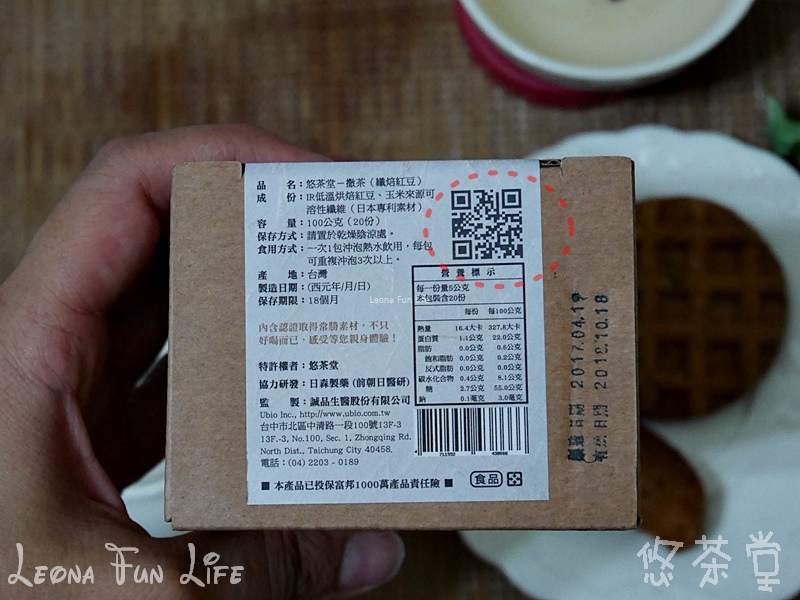 品　名：悠茶堂－撒茶（纖焙紅豆）
成　份：IR低溫烘焙紅豆、玉米來源可
溶性纖維（日本專利素材）
容　量：100公克（20份）
保存方式：請置於乾燥陰涼處。
食用方式：一次1包沖泡熱水飲用，每包
可重複沖泡3次以上。
產　地：台灣
製造日期：(西元年/月/日)
保存期限：18個月
內含認證取得常勝素材，不只
好喝而已，感受等您親身體驗！
特許權者：悠茶堂
協力研發：日森製藥 (前朝日醫研)
監　製：誠品生醫股份有限公司
Ubio Inc., http://www.ubio.com.tw
台中市北區中清路一段100號13F-3
13F.-3, No.100, Sec. 1, Zhongqing Rd.
North Dist., Taichung City 40458.
電話：(04) 2203 - 0189
■ 本產品已投保富邦1000萬產品責任險 ■
食品
營養標示
每一份量5公克
本包裝含20份
每份 每100公克
熱量 16.4大卡 327.8大卡
蛋白質 1.1公克 22.0公克
脂肪 0.0公克 0.6公克
飽和脂肪 0.0公克 0.2公克
反式脂肪 0.0公克 0.0公克
碳水化合物 0.4公克 8.1公克
糖 2.7公克 55.0公克
鈉 0.1毫克 3.0毫克
4 711552 430666
製造日期 2017.04.19
有效日期 2018.10.18
Leona Fun
Leona Fun Life
悠茶堂